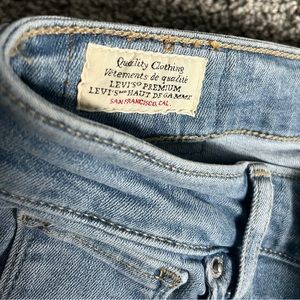 Quality Clothing
Vêtements de qualité
LEVI'S® PREMIUM
LEVI'S MD HAUT DE GAMME
SAN FRANCISCO, CAL.